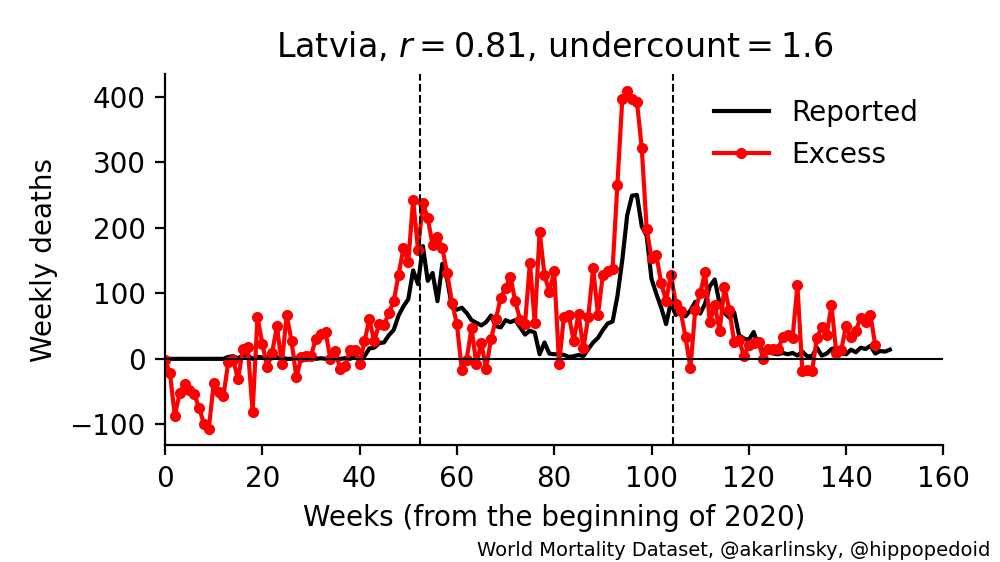 Latvia, r = 0.81, undercount = 1.6
Weekly deaths
400
300
200
100
0
−100
Reported
Excess
0 20 40 60 80 100 120 140 160
Weeks (from the beginning of 2020)
World Mortality Dataset, @akarlinsky, @hippopedoid